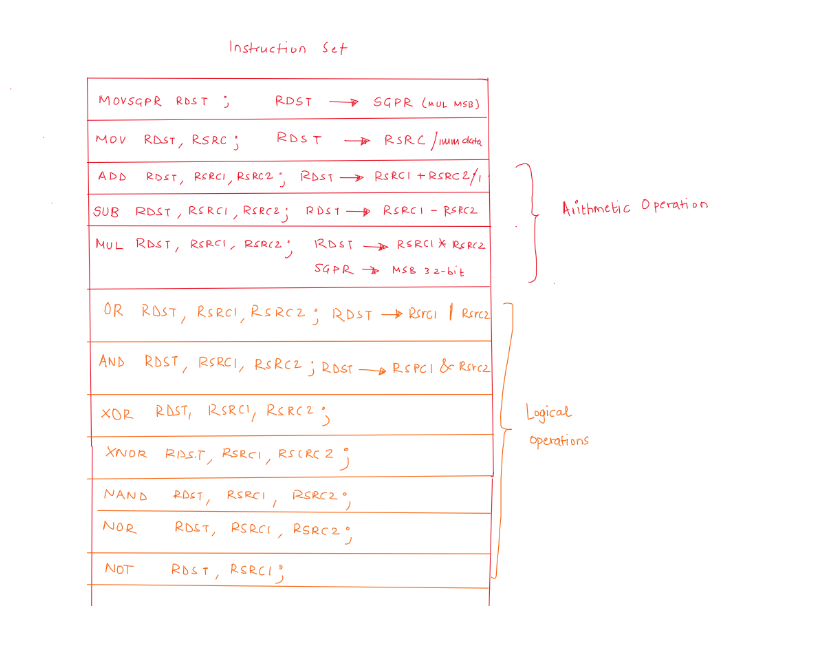 Instruction Set
MOVSGPR RDST ; RDST → SGPR (MUL MSB)
MOV RDST, RSRC ; RDST → RSRC /imm data
ADD RDST, RSRC1, RSRC2 ; RDST → RSRC1 + RSRC2/i
SUB RDST, RSRC1, RSRC2 ; RDST → RSRC1 - RSRC2
MUL RDST, RSRC1, RSRC2 ; RDST → RSRC1 * RSRC2
SGPR → MSB 32-bit
Arithmetic Operation
OR RDST, RSRC1, RSRC2 ; RDST → RSrC1 | RSrC2
AND RDST, RSRC1, RSRC2 ; RDST → RSRC1 & RSrC2
XOR RDST, RSRC1, RSRC2 ;
XNOR RDST, RSRC1, RSCRC2 ;
NAND RDST, RSRC1, RSRC2 ;
NOR RDST, RSRC1, RSRC2 ;
NOT RDST, RSRC1 ;
Logical
operations